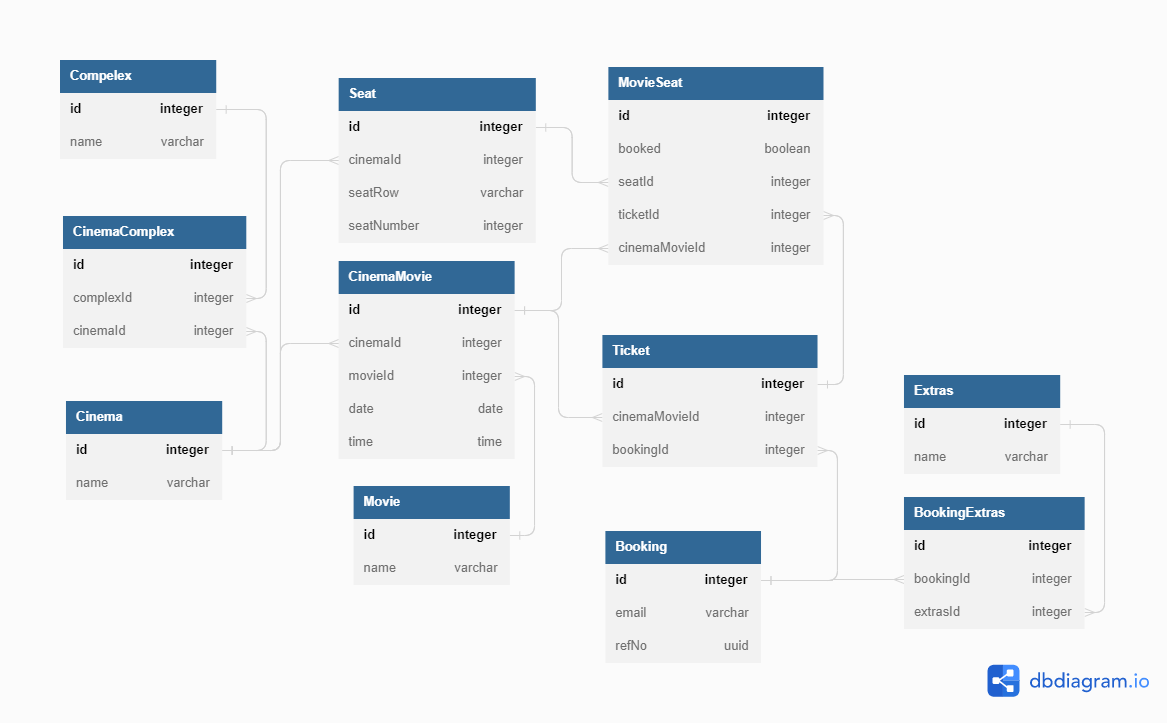 Compelex
id integer
name varchar
CinemaComplex
id integer
complexId integer
cinemaId integer
Cinema
id integer
name varchar
Seat
id integer
cinemaId integer
seatRow varchar
seatNumber integer
CinemaMovie
id integer
cinemaId integer
movieId integer
date date
time time
Movie
id integer
name varchar
MovieSeat
id integer
booked boolean
seatId integer
ticketId integer
cinemaMovieId integer
Ticket
id integer
cinemaMovieId integer
bookingId integer
Booking
id integer
email varchar
refNo uuid
Extras
id integer
name varchar
BookingExtras
id integer
bookingId integer
extrasId integer
dbdiagram.io